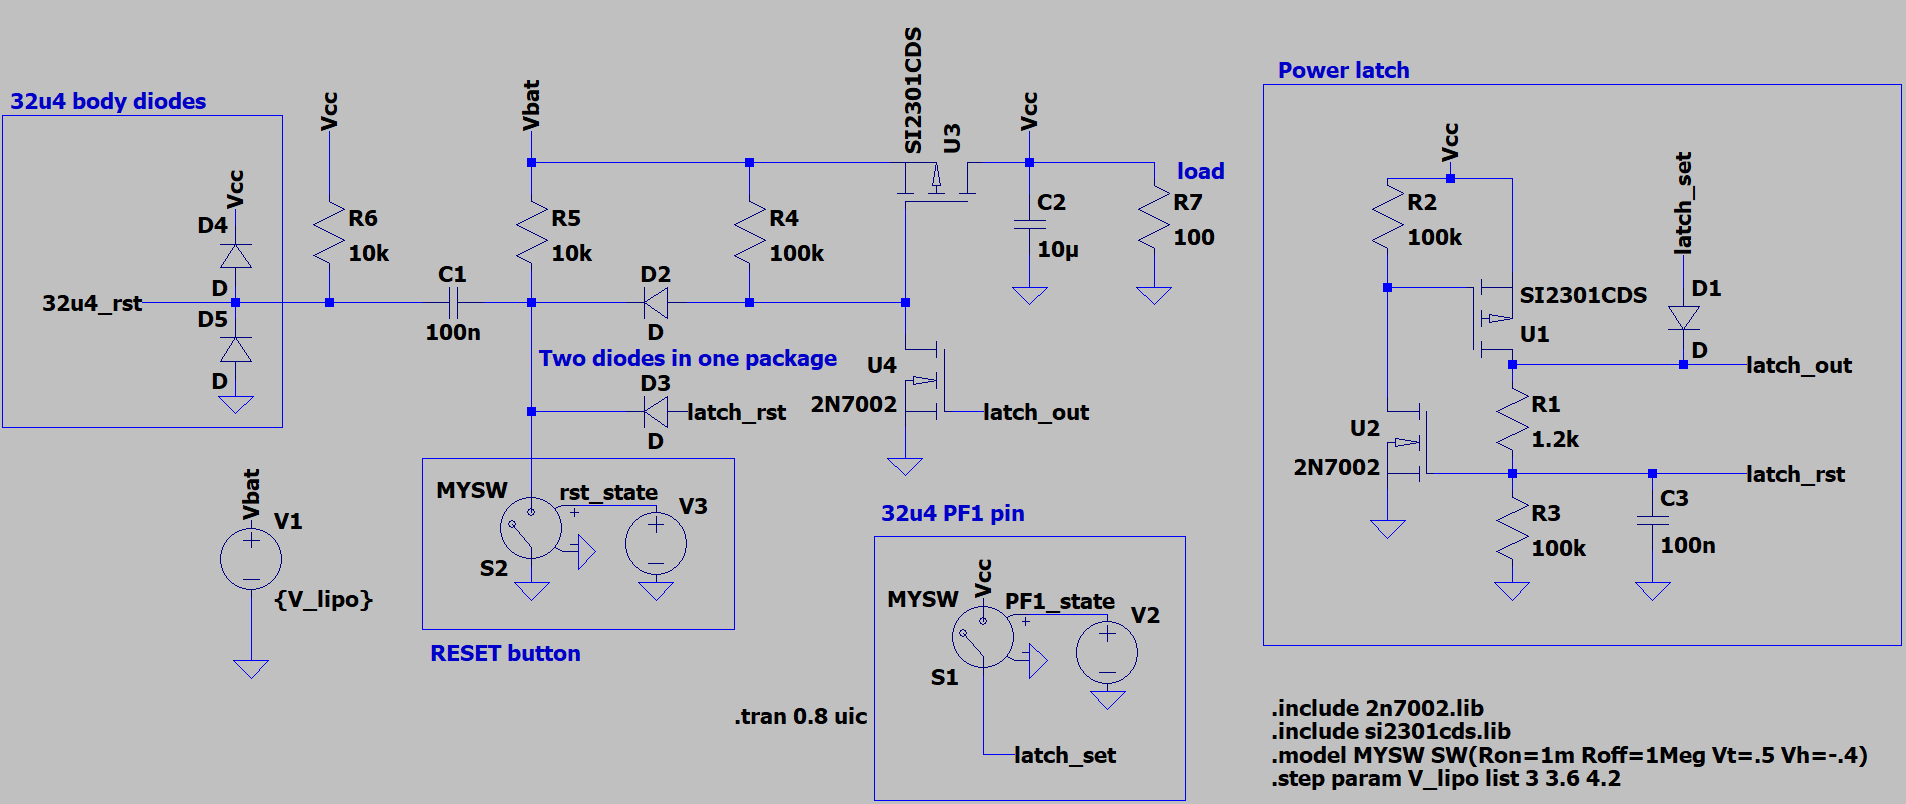 Power latch
32u4 body diodes
Vcc
Vbat
SI2301CDS
U3
Vcc
Vcc
load
latch_set
Vcc
D4
R6
10k
R5
10k
R4
100k
C2
10µ
R7
100
R2
100k
D
C1
100n
D2
D
32u4_rst
D5
D
SI2301CDS
U1
D1
D
Two diodes in one package
U4
2N7002
latch_out
D3
D
latch_rst
latch_out
R1
1.2k
U2
2N7002
latch_rst
Vbat
V1
{V_lipo}
MYSW
rst_state
+
V3
S2
RESET button
32u4 PF1 pin
C3
100n
R3
100k
Vcc
MYSW
PF1_state
+
V2
S1
.tran 0.8 uic
latch_set
.include 2n7002.lib
.include si2301cds.lib
.model MYSW SW(Ron=1m Roff=1Meg Vt=.5 Vh=-.4)
.step param V_lipo list 3 3.6 4.2